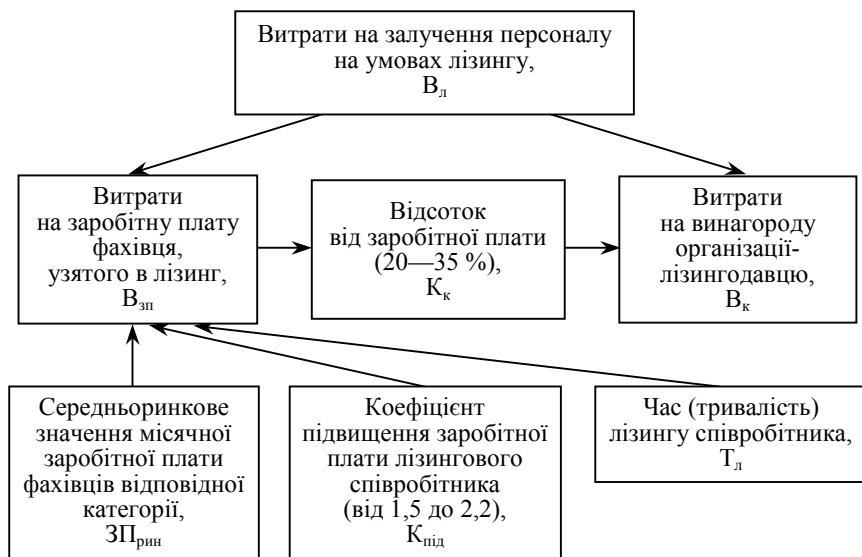 Витрати на залучення персоналу
на умовах лізингу,
Вл
Витрати
на заробітну плату
фахівця,
узятого в лізинг,
Взп
Відсоток
від заробітної плати
(20—35 %),
Кк
Витрати
на винагороду
організації-
лізингодавцю,
Вк
Середньоринкове
значення місячної
заробітної плати
фахівців відповідної
категорії,
ЗПрин
Коефіцієнт
підвищення заробітної
плати лізингового
співробітника
(від 1,5 до 2,2),
Кпід
Час (тривалість)
лізингу співробітника,
Тл